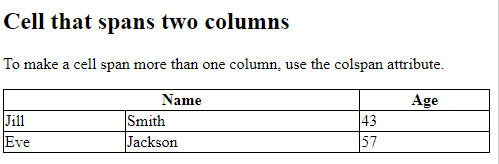 Cell that spans two columns
To make a cell span more than one column, use the colspan attribute.
Name Age
Jill Smith 43
Eve Jackson 57